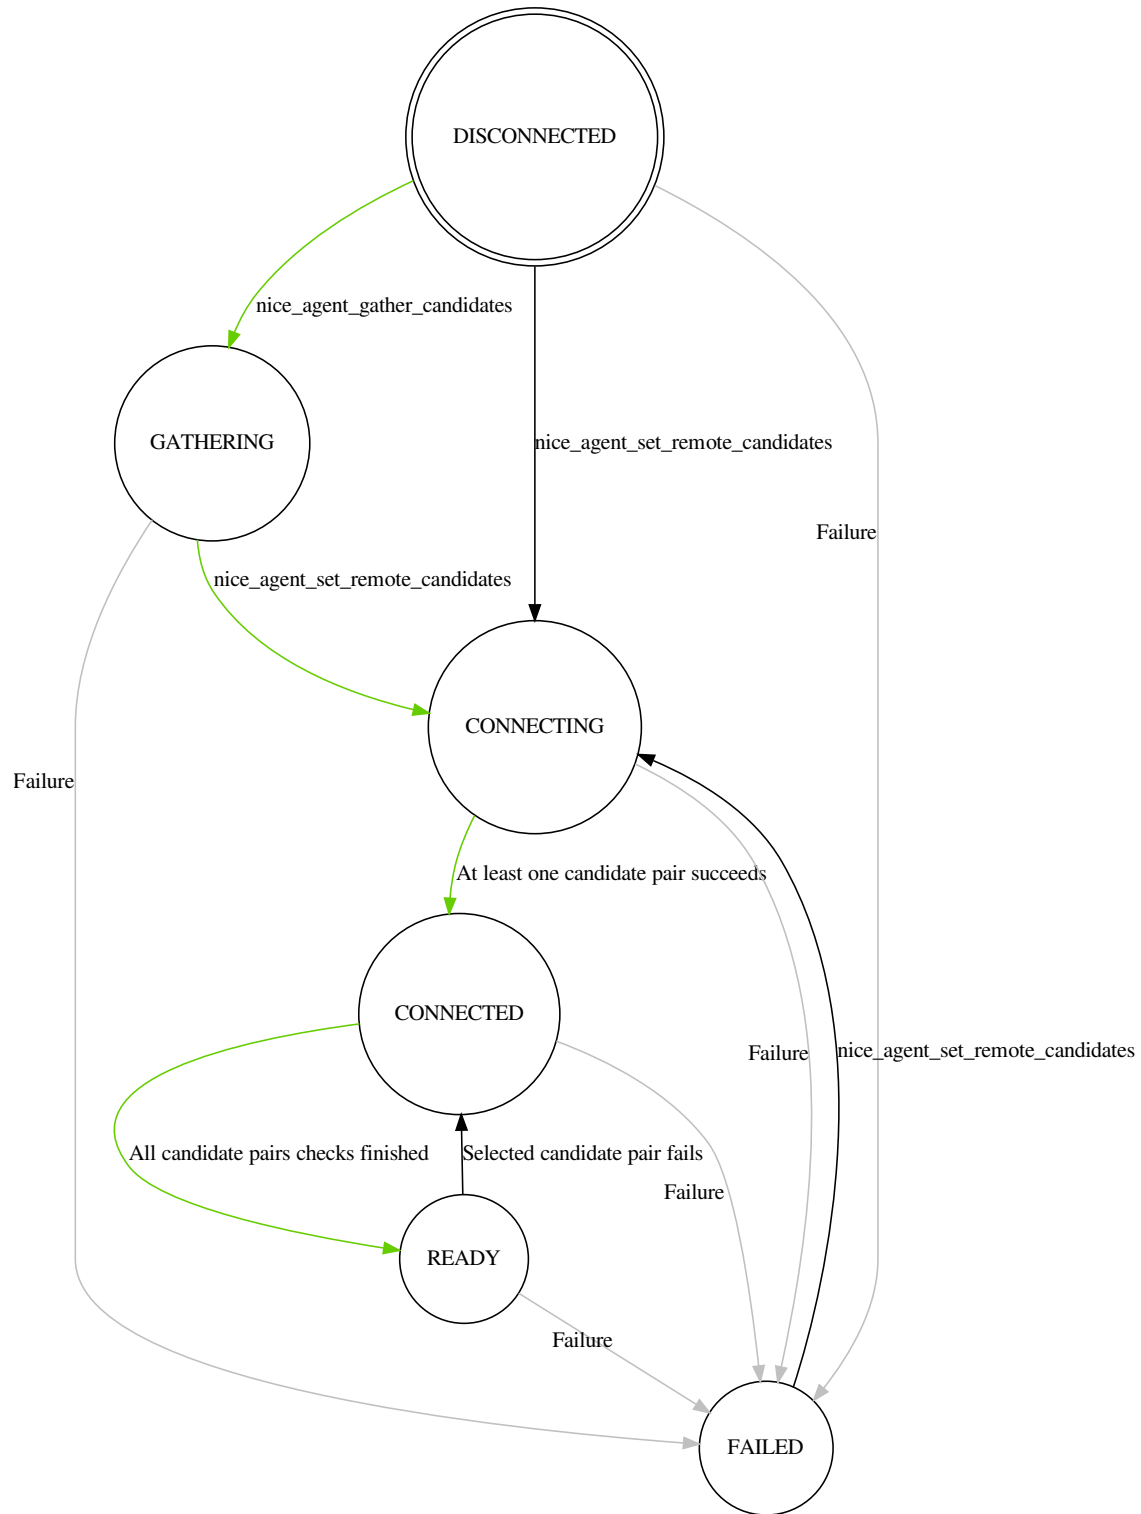 DISCONNECTED
nice_agent_gather_candidates
GATHERING
nice_agent_set_remote_candidates
Failure
nice_agent_set_remote_candidates
CONNECTING
Failure
At least one candidate pair succeeds
CONNECTED
Failure
nice_agent_set_remote_candidates
All candidate pairs checks finished
Selected candidate pair fails
Failure
READY
Failure
FAILED